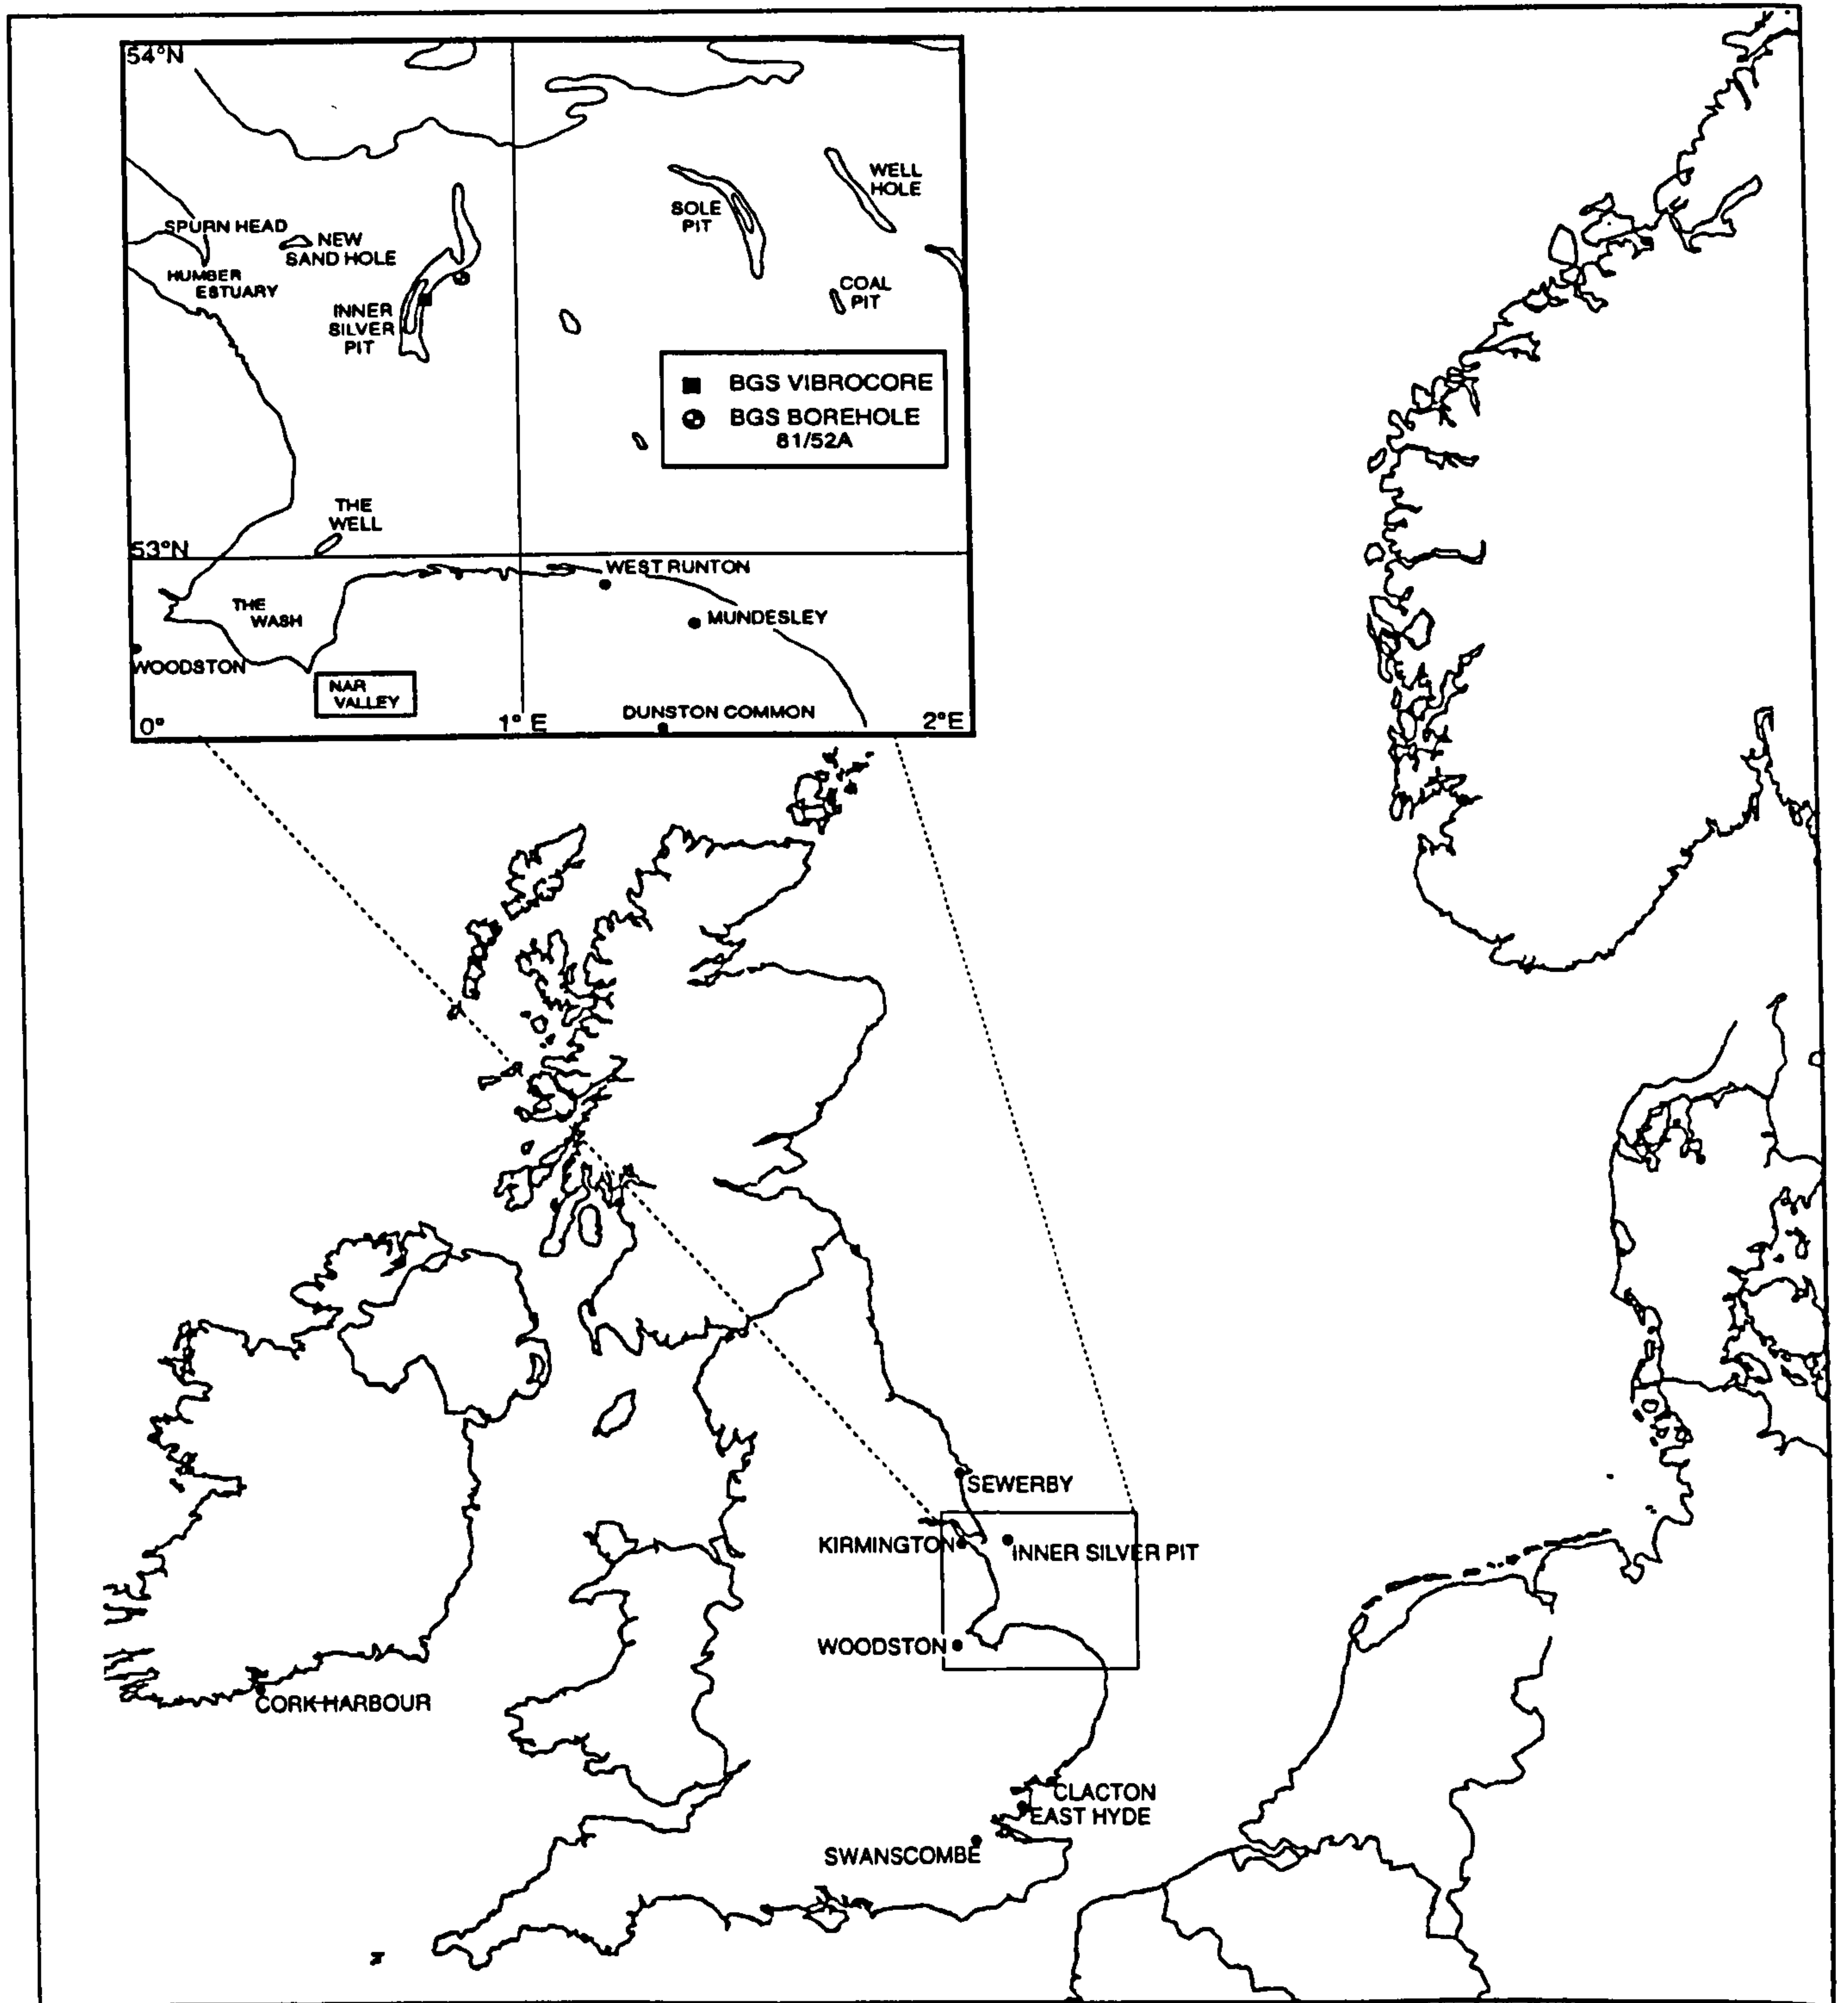 54°N
WELL
HOLE
SOLE
PIT
SPURN HEAD
NEW
SAND HOLE
HUMBER
ESTUARY
COAL
PIT
INNER
SILVER
PIT
BGS VIBROCORE
BGS BOREHOLE
81/52A
THE
WELL
53°N
WEST RUNTON
THE
WASH
MUNDESLEY
WOODSTON
NAR
VALLEY
DUNSTON COMMON
0°
1° E
2°E
SEWERBY
KIRMINGTON
INNER SILVER PIT
WOODSTON
CORK HARBOUR
CLACTON
EAST HYDE
SWANSCOMBE